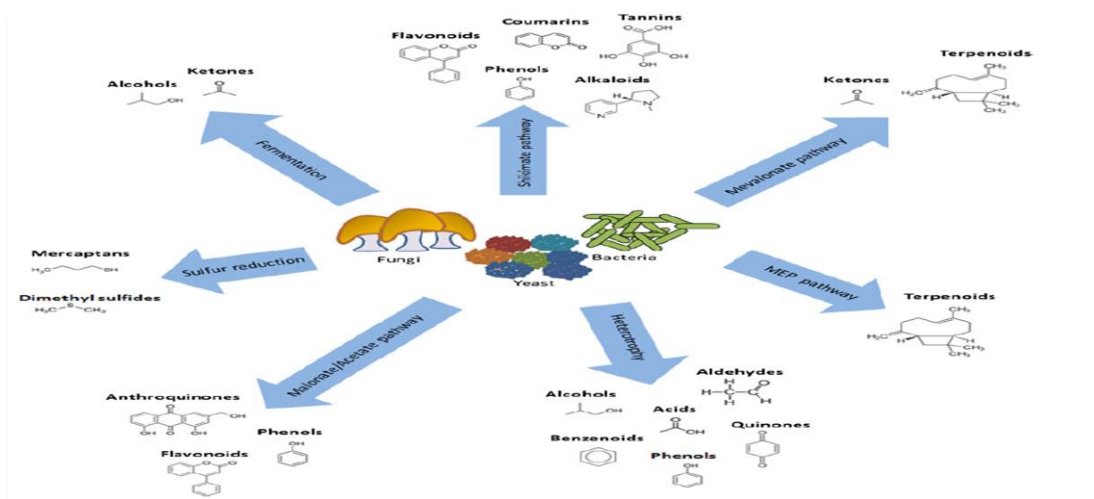 Coumarins
Tannins
Flavonoids
Phenols
Alkaloids
Shikimate pathway
Ketones
Alcohols
Fermentation
Terpenoids
Ketones
Mevalonate pathway
Fungi
Yeast
Bacteria
Mercaptans
Sulfur reduction
Dimethyl sulfides
H₃C S CH₃
MEP pathway
Terpenoids
Malonate/Acetate pathway
Anthroquinones
Phenols
Flavonoids
Heterotrophy
Aldehydes
Alcohols
Acids
Quinones
Benzenoids
Phenols